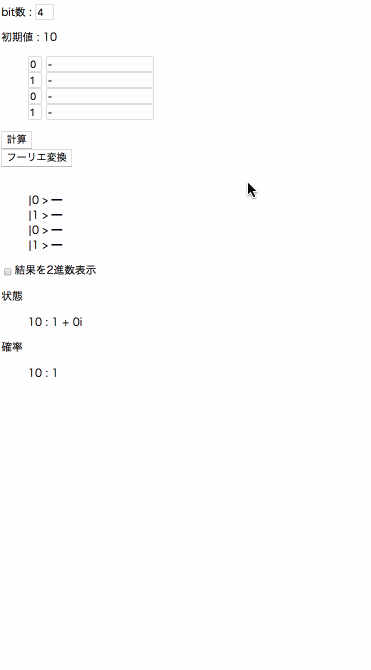 bit数 : 4
初期値 : 10
0 -
1 -
0 -
1 -
計算
フーリエ変換
|0 > ー
|1 > ー
|0 > ー
|1 > ー
結果を2進数表示
状態
10 : 1 + 0i
確率
10 : 1